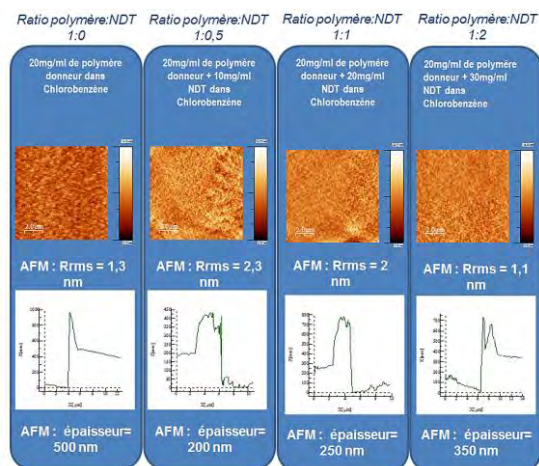 Ratio polymère:NDT
1:0
20mg/ml de polymère
donneur dans
Chlorobenzène
AFM : Rrms = 1,3
nm
AFM : épaisseur=
500 nm
Ratio polymère:NDT
1:0,5
20mg/ml de polymère
donneur + 10mg/ml
NDT dans
Chlorobenzène
AFM : Rrms = 2,3
nm
AFM : épaisseur=
200 nm
Ratio polymère:NDT
1:1
20mg/ml de polymère
donneur + 20mg/ml
NDT dans
Chlorobenzène
AFM : Rrms = 2
nm
AFM : épaisseur=
250 nm
Ratio polymère:NDT
1:2
20mg/ml de polymère
donneur + 30mg/ml
NDT dans
Chlorobenzène
AFM : Rrms = 1,1
nm
AFM : épaisseur=
350 nm